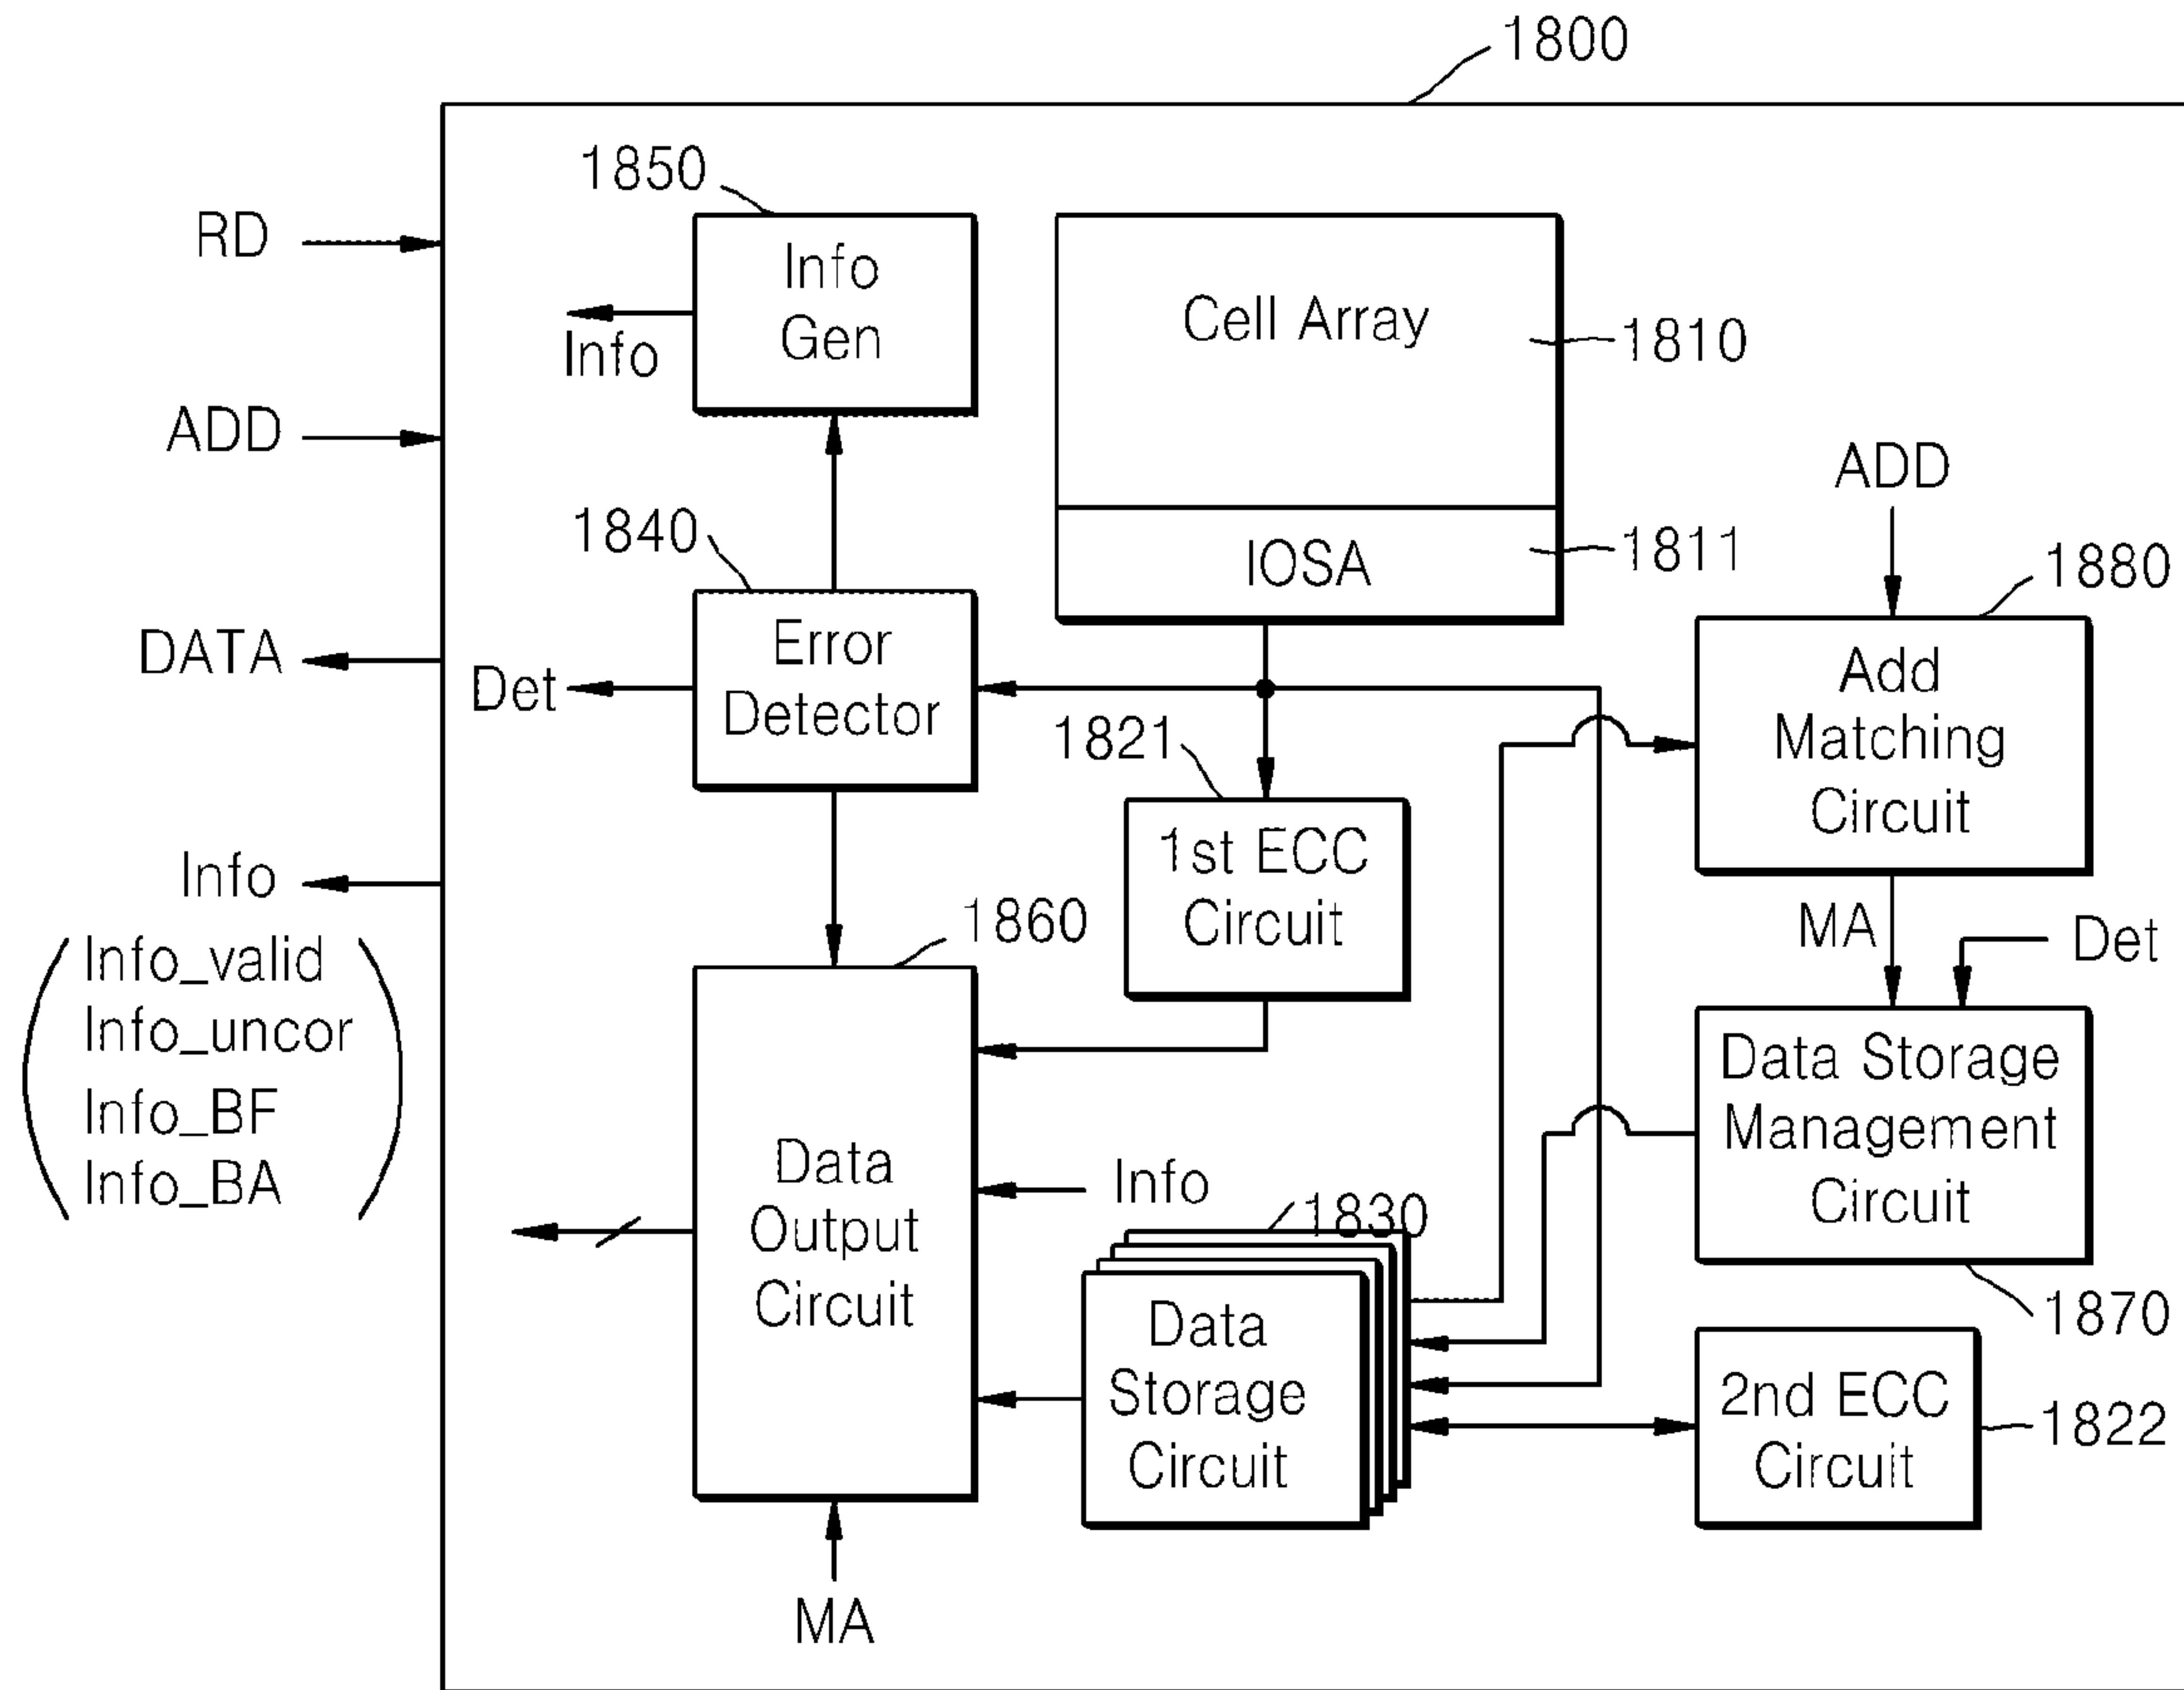 1800
1850
RD
Info
Gen
Info
Cell Array
1810
ADD
ADD
1840
IOSA
1811
1880
Error
Detector
Det
DATA
1821
Add
Matching
Circuit
1st ECC
Circuit
Info
MA
Det
1860
Info_valid
Info_uncor
Info_BF
Info_BA
Data Storage
Management
Circuit
Data
Output
Circuit
Info
1830
1870
Data
Storage
Circuit
2nd ECC
Circuit
1822
MA